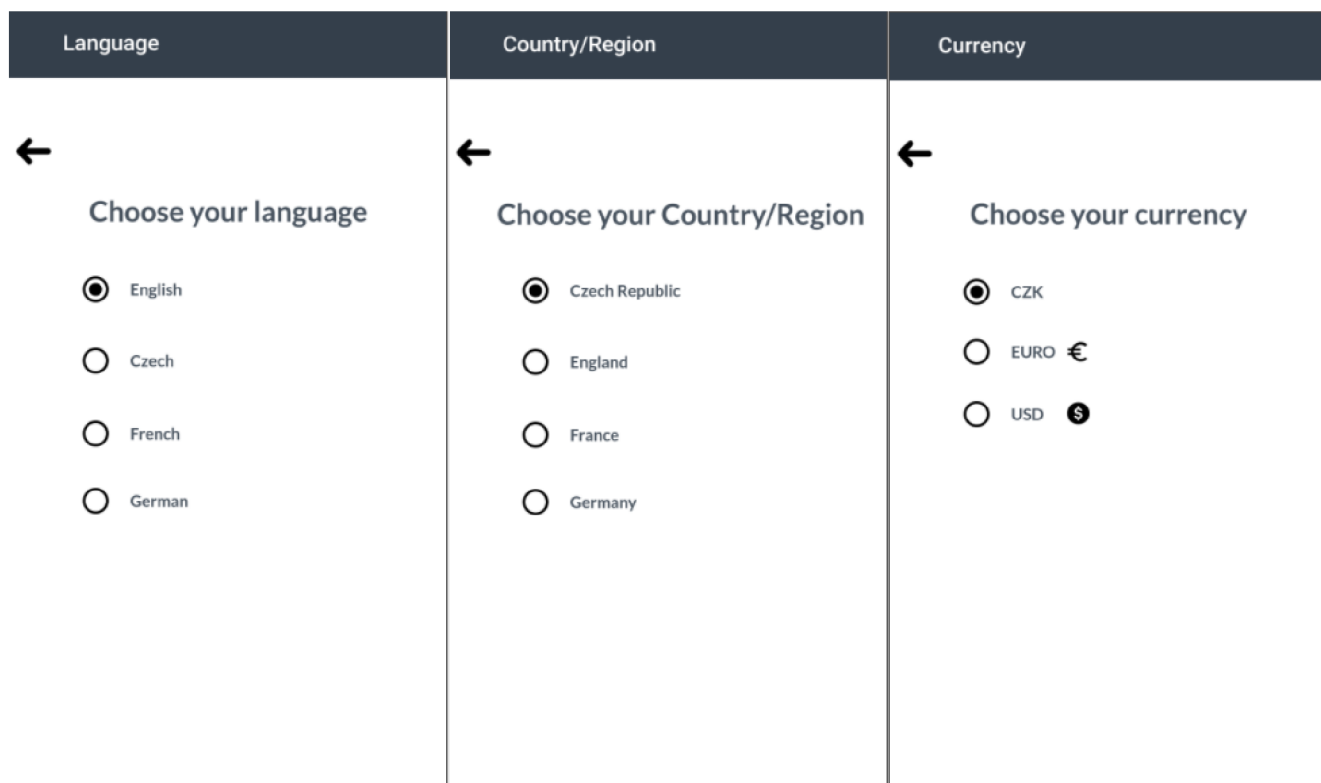 Language
Choose your language
English
Czech
French
German
Country/Region
Choose your Country/Region
Czech Republic
England
France
Germany
Currency
Choose your currency
CZK
EURO €
USD $